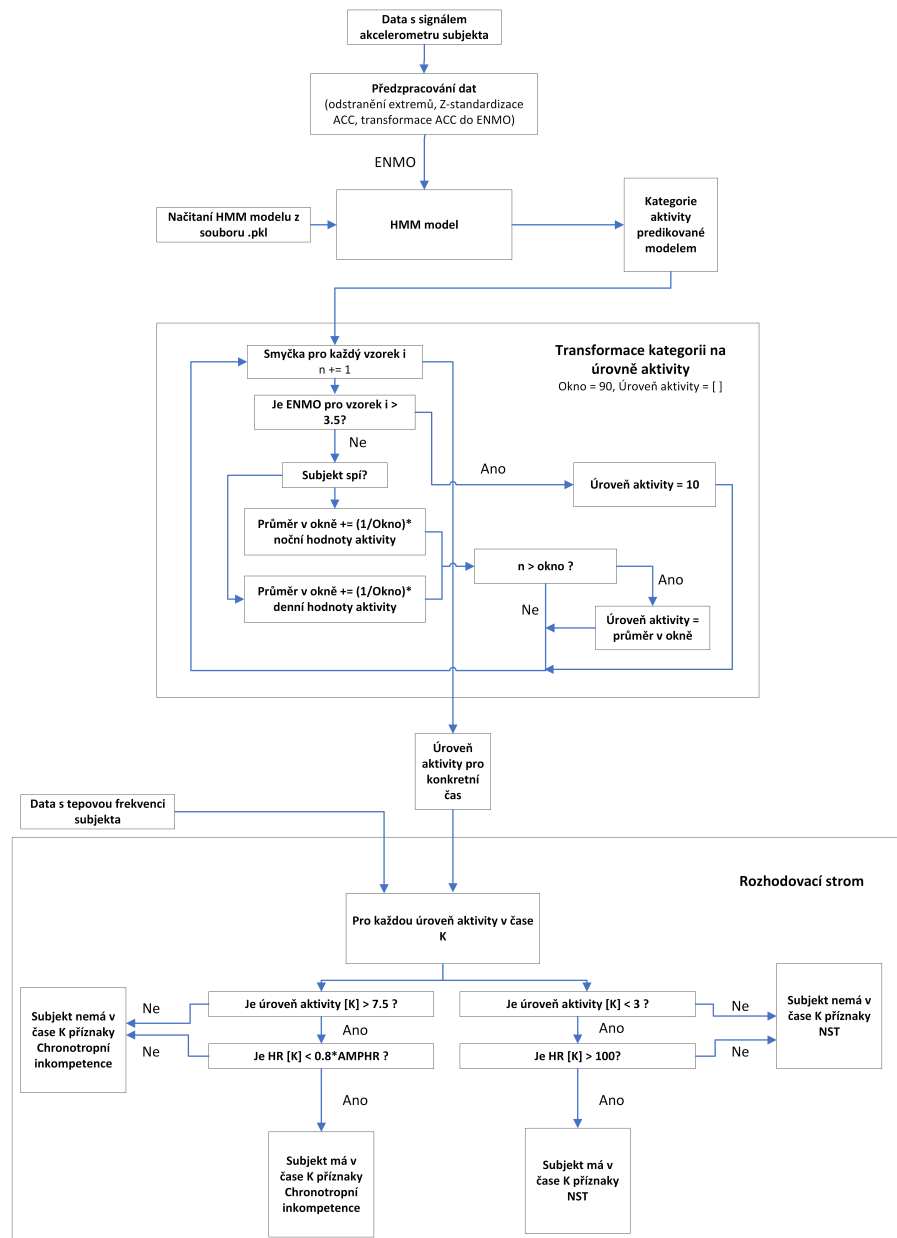 Data s signálem
akcelerometru subjekta
Předzpracování dat
(odstranění extremů, Z-standardizace
ACC, transformace ACC do ENMO)
ENMO
Načitaní HMM modelu z
souboru .pkl
HMM model
Kategorie
aktivity
predikované
modelem
Transformace kategorii na
úrovně aktivity
Okno = 90, Úroveň aktivity = [ ]
Smyčka pro každý vzorek i
n += 1
Je ENMO pro vzorek i >
3.5?
Ne
Ano
Subjekt spí?
Úroveň aktivity = 10
Průměr v okně += (1/Okno)*
noční hodnoty aktivity
n > okno ?
Ano
Průměr v okně += (1/Okno)*
denní hodnoty aktivity
Ne
Úroveň aktivity =
průměr v okně
Úroveň
aktivity pro
konkretní
čas
Data s tepovou frekvenci
subjekta
Rozhodovací strom
Pro každou úroveň aktivity v čase
K
Subjekt nemá v
čase K příznaky
Chronotropní
inkompetence
Ne
Je úroveň aktivity [K] > 7.5 ?
Je úroveň aktivity [K] < 3 ?
Ne
Subjekt nemá v
čase K příznaky
NST
Ano
Ano
Ne
Je HR [K] < 0.8*AMPHR ?
Je HR [K] > 100?
Ne
Ano
Ano
Subjekt má v
čase K příznaky
Chronotropní
inkompetence
Subjekt má v
čase K příznaky
NST